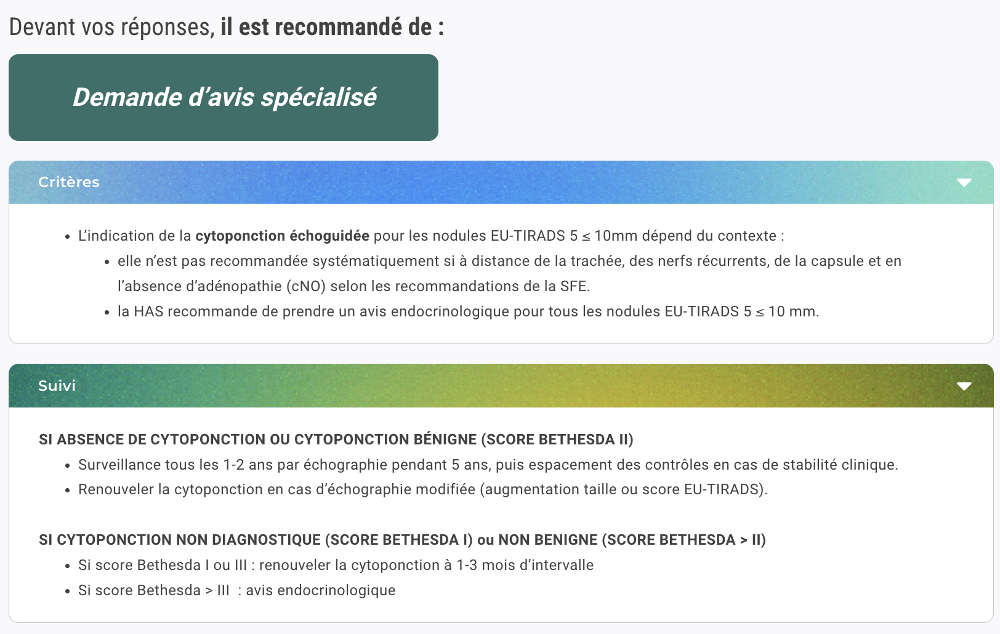 Devant vos réponses, il est recommandé de :
Demande d’avis spécialisé
Critères
• L’indication de la cytoponction échoguidée pour les nodules EU-TIRADS 5 ≤ 10mm dépend du contexte :
• elle n’est pas recommandée systématiquement si à distance de la trachée, des nerfs récurrents, de la capsule et en
l’absence d’adénopathie (cNO) selon les recommandations de la SFE.
• la HAS recommande de prendre un avis endocrinologique pour tous les nodules EU-TIRADS 5 ≤ 10 mm.
Suivi
SI ABSENCE DE CYTOPONCTION OU CYTOPONCTION BÉNIGNE (SCORE BETHESDA II)
• Surveillance tous les 1-2 ans par échographie pendant 5 ans, puis espacement des contrôles en cas de stabilité clinique.
• Renouveler la cytoponction en cas d’échographie modifiée (augmentation taille ou score EU-TIRADS).
SI CYTOPONCTION NON DIAGNOSTIQUE (SCORE BETHESDA I) ou NON BENIGNE (SCORE BETHESDA > II)
• Si score Bethesda I ou III : renouveler la cytoponction à 1-3 mois d’intervalle
• Si score Bethesda > III  : avis endocrinologique